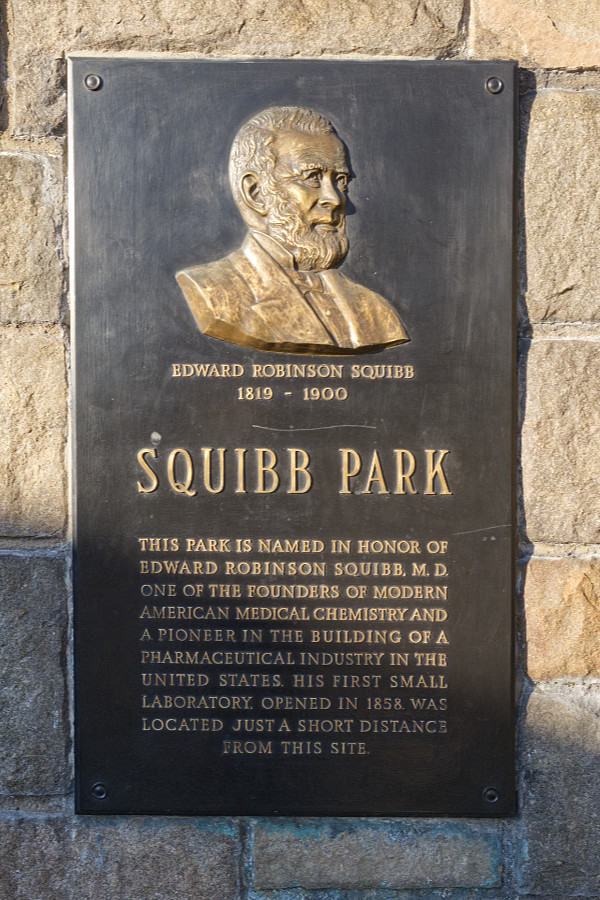 EDWARD ROBINSON SQUIBB
1819 - 1900
SQUIBB PARK
THIS PARK IS NAMED IN HONOR OF
EDWARD ROBINSON SQUIBB, M. D.
ONE OF THE FOUNDERS OF MODERN
AMERICAN MEDICAL CHEMISTRY AND
A PIONEER IN THE BUILDING OF A
PHARMACEUTICAL INDUSTRY IN THE
UNITED STATES. HIS FIRST SMALL
LABORATORY, OPENED IN 1858, WAS
LOCATED JUST A SHORT DISTANCE
FROM THIS SITE.